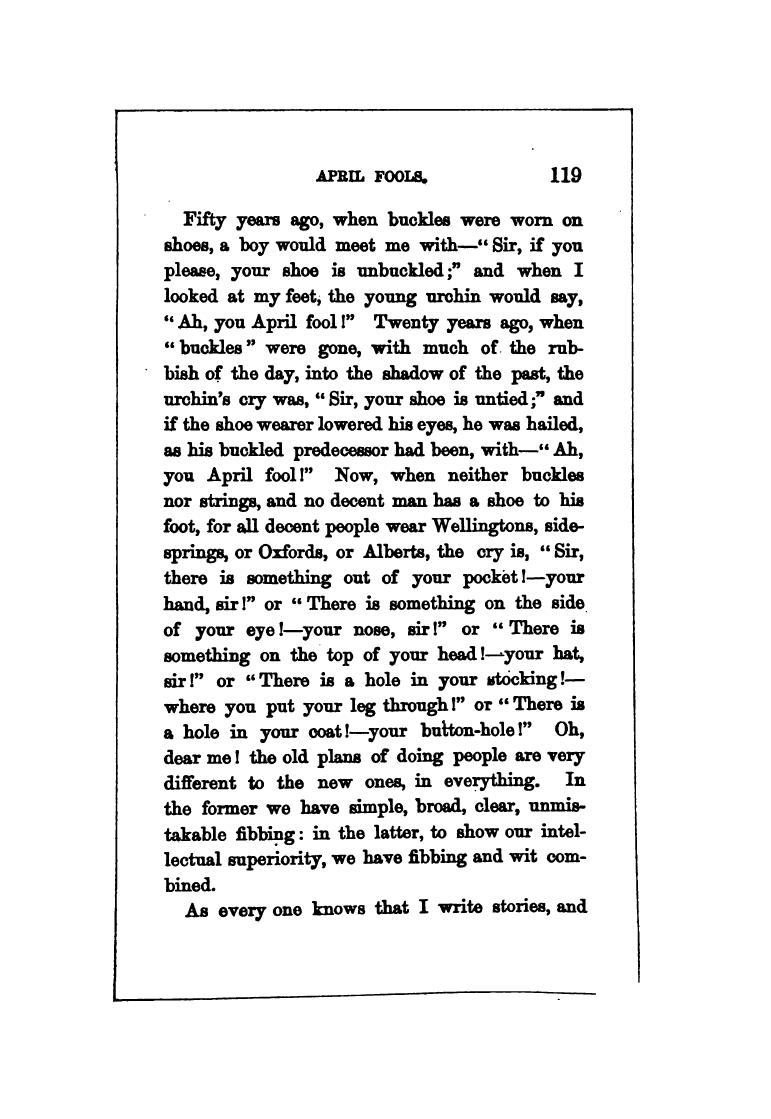 APRIL FOOLS. 119
Fifty years ago, when buckles were worn on
shoes, a boy would meet me with—“ Sir, if you
please, your shoe is unbuckled ;” and when I
looked at my feet, the young urchin would say,
“ Ah, you April fool !” Twenty years ago, when
“ buckles ” were gone, with much of the rub-
bish of the day, into the shadow of the past, the
urchin’s cry was, “ Sir, your shoe is untied ;” and
if the shoe wearer lowered his eyes, he was hailed,
as his buckled predecessor had been, with—“ Ah,
you April fool !” Now, when neither buckles
nor strings, and no decent man has a shoe to his
foot, for all decent people wear Wellingtons, side-
springs, or Oxfords, or Alberts, the cry is, “ Sir,
there is something out of your pocket !—your
hand, sir !” or “ There is something on the side
of your eye !—your nose, sir !” or “ There is
something on the top of your head !—your hat,
sir !” or “ There is a hole in your stocking !—
where you put your leg through !” or “ There is
a hole in your coat !—your button-hole !” Oh,
dear me ! the old plans of doing people are very
different to the new ones, in everything. In
the former we have simple, broad, clear, unmis-
takable fibbing : in the latter, to show our intel-
lectual superiority, we have fibbing and wit com-
bined.
As every one knows that I write stories, and